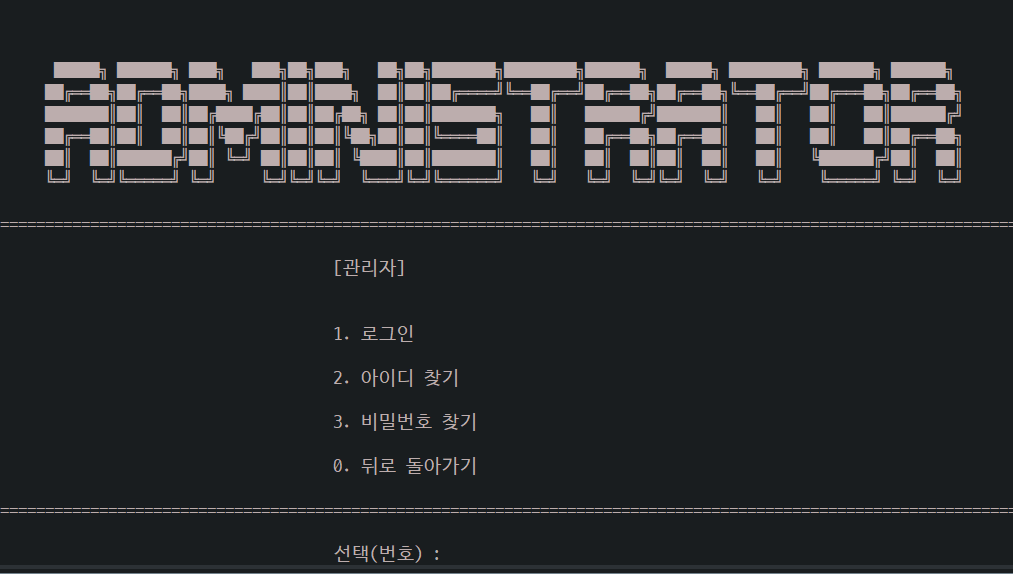 ADMINISTRATOR
[관리자]
1. 로그인
2. 아이디 찾기
3. 비밀번호 찾기
0. 뒤로 돌아가기
선택(번호) :